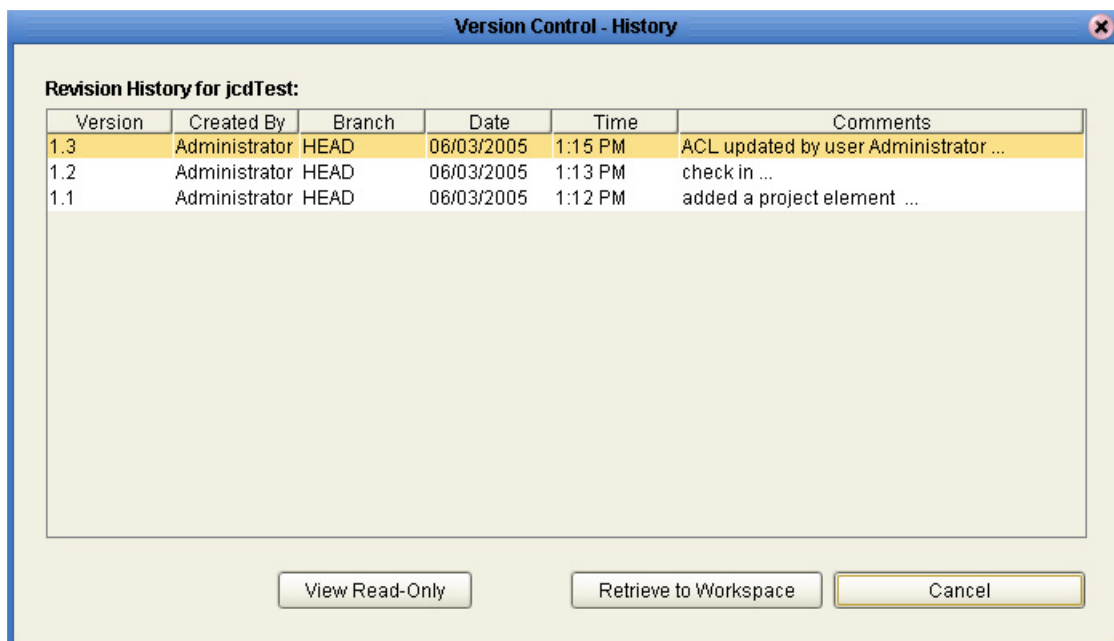 Version Control - History
Revision History for jcdTest:
Version Created By Branch Date Time Comments
1.3 Administrator HEAD 06/03/2005 1:15 PM ACL updated by user Administrator ...
1.2 Administrator HEAD 06/03/2005 1:13 PM check in ...
1.1 Administrator HEAD 06/03/2005 1:12 PM added a project element ...
View Read-Only Retrieve to Workspace Cancel